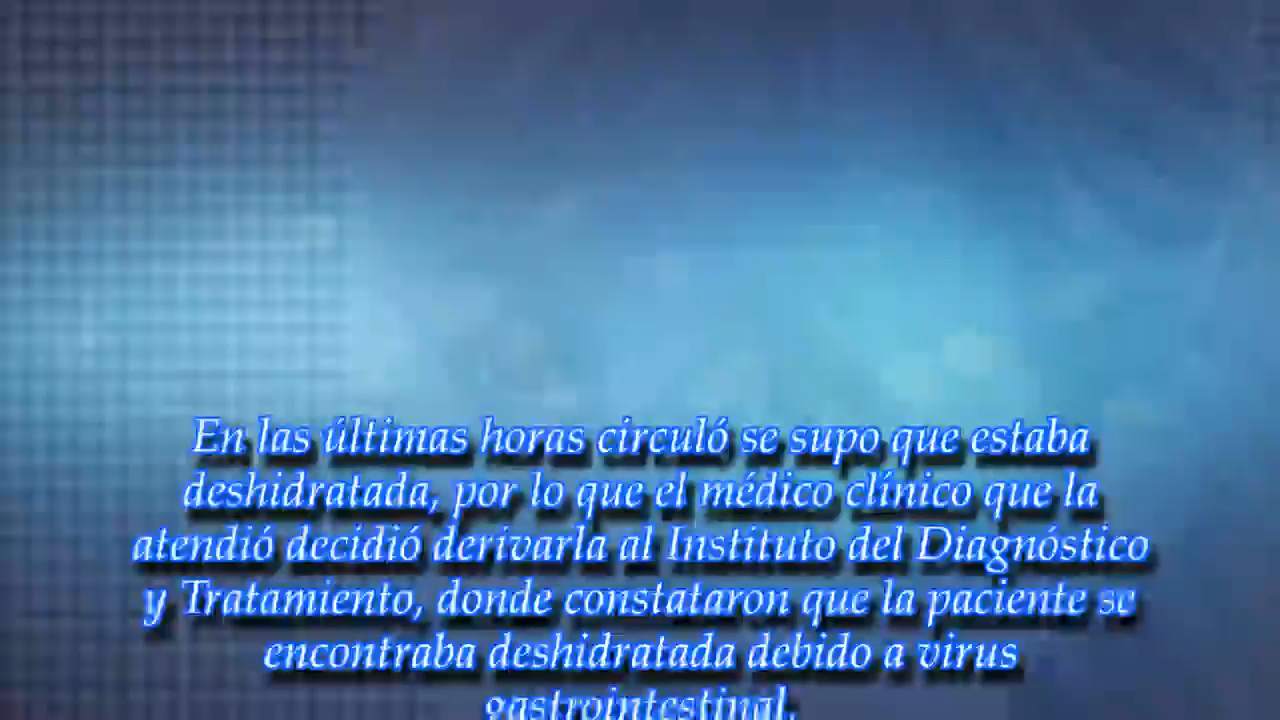 En las últimas horas circuló se supo que estaba
deshidratada, por lo que el médico clínico que la
atendió decidió derivarla al Instituto del Diagnóstico
y Tratamiento, donde constataron que la paciente se
encontraba deshidratada debido a virus
gastrointestinal.